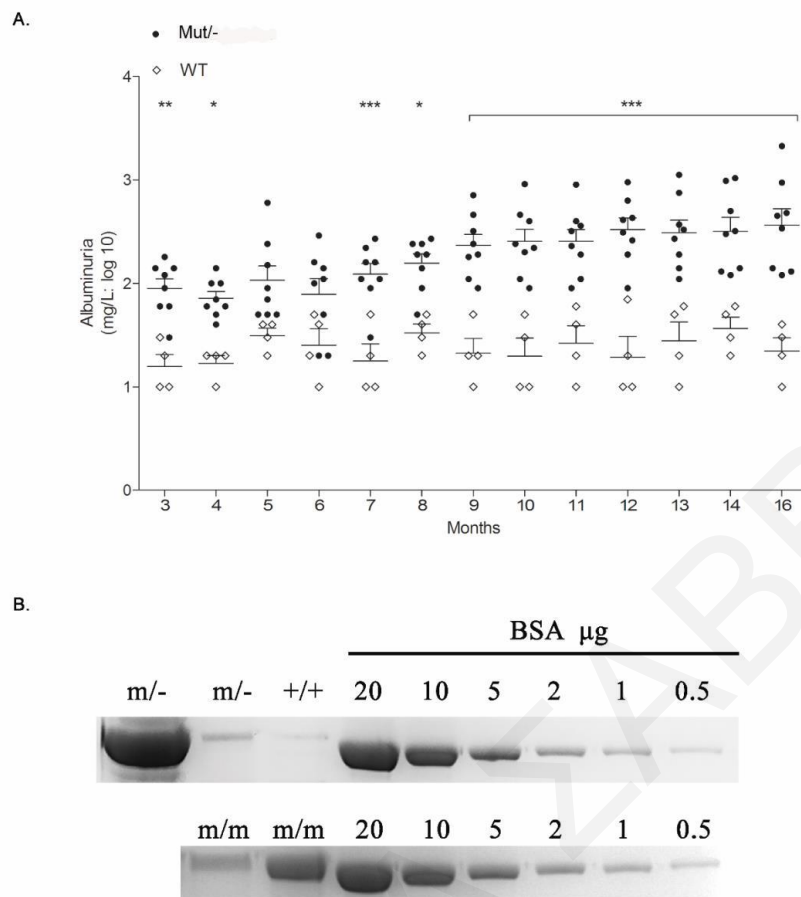 A.
Mut/-
WT
** * *** * ***
4
3
2
1
0
Albuminuria
(mg/L: log 10)
3 4 5 6 7 8 9 10 11 12 13 14 16
Months
B.
BSA μg
m/- m/- +/+ 20 10 5 2 1 0.5
m/m m/m 20 10 5 2 1 0.5
ΣΑΒ